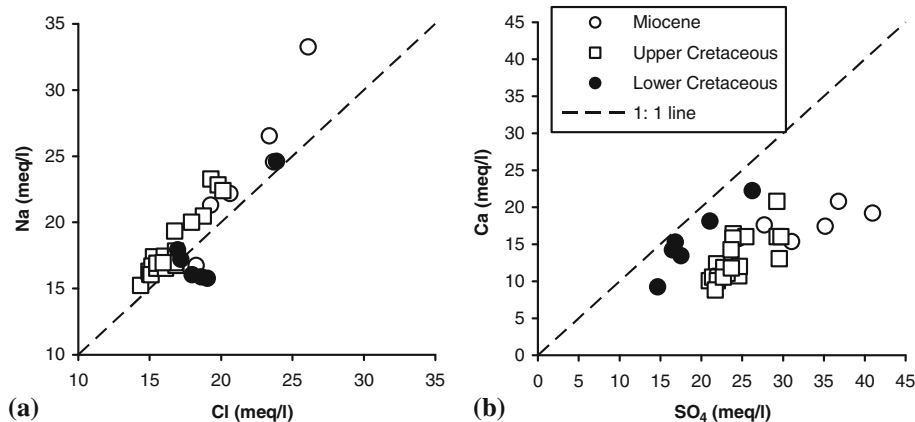 35
30
25
20
15
10
Na (meq/l)
10 15 20 25 30 35
Cl (meq/l)
(a)
45
40
35
30
25
20
15
10
5
0
Ca (meq/l)
0 5 10 15 20 25 30 35 40 45
SO4 (meq/l)
(b)
Miocene
Upper Cretaceous
Lower Cretaceous
1: 1 line